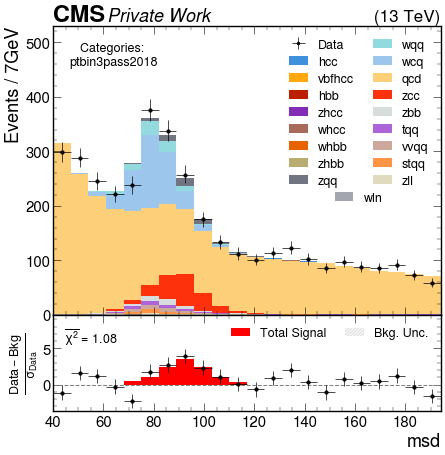 CMS Private Work (13 TeV)
Events / 7GeV
Categories:
ptbin3pass2018
Data
hcc
vbfhcc
hbb
zhcc
whcc
whbb
zhbb
zqq
wqq
wcq
qcd
zcc
zbb
tqq
vvqq
stqq
zll
wln
500
400
300
200
100
0
Data − Bkg
σData
χ² = 1.08
Total Signal
Bkg. Unc.
5
0
40 60 80 100 120 140 160 180
msd